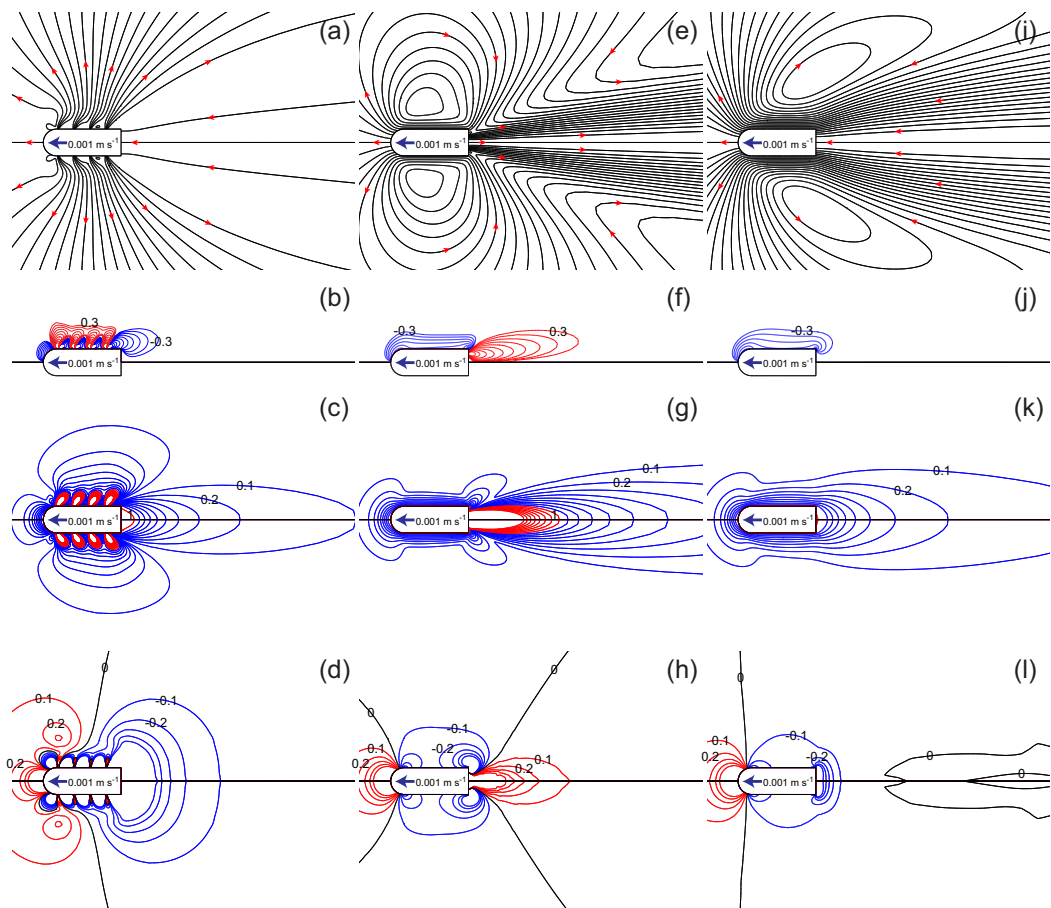 (a) (e) (i)
0.001 m s-1 0.001 m s-1 0.001 m s-1
(b) (f) (j)
0.3 -0.3 -0.3 0.3 -0.3
0.001 m s-1 0.001 m s-1 0.001 m s-1
(c) (g) (k)
0.1 0.1 0.1
0.2 0.2 0.2
0.001 m s-1 1 0.001 m s-1 1 0.001 m s-1
(d) (h) (l)
0 0 0
0.1 -0.1 -0.1 -0.1
0.2 -0.2 0.1 -0.2 0.1 -0.1 -0.2 0
0.2 0.2 0.2 0.2 0
0.001 m s-1 0.001 m s-1 0.001 m s-1